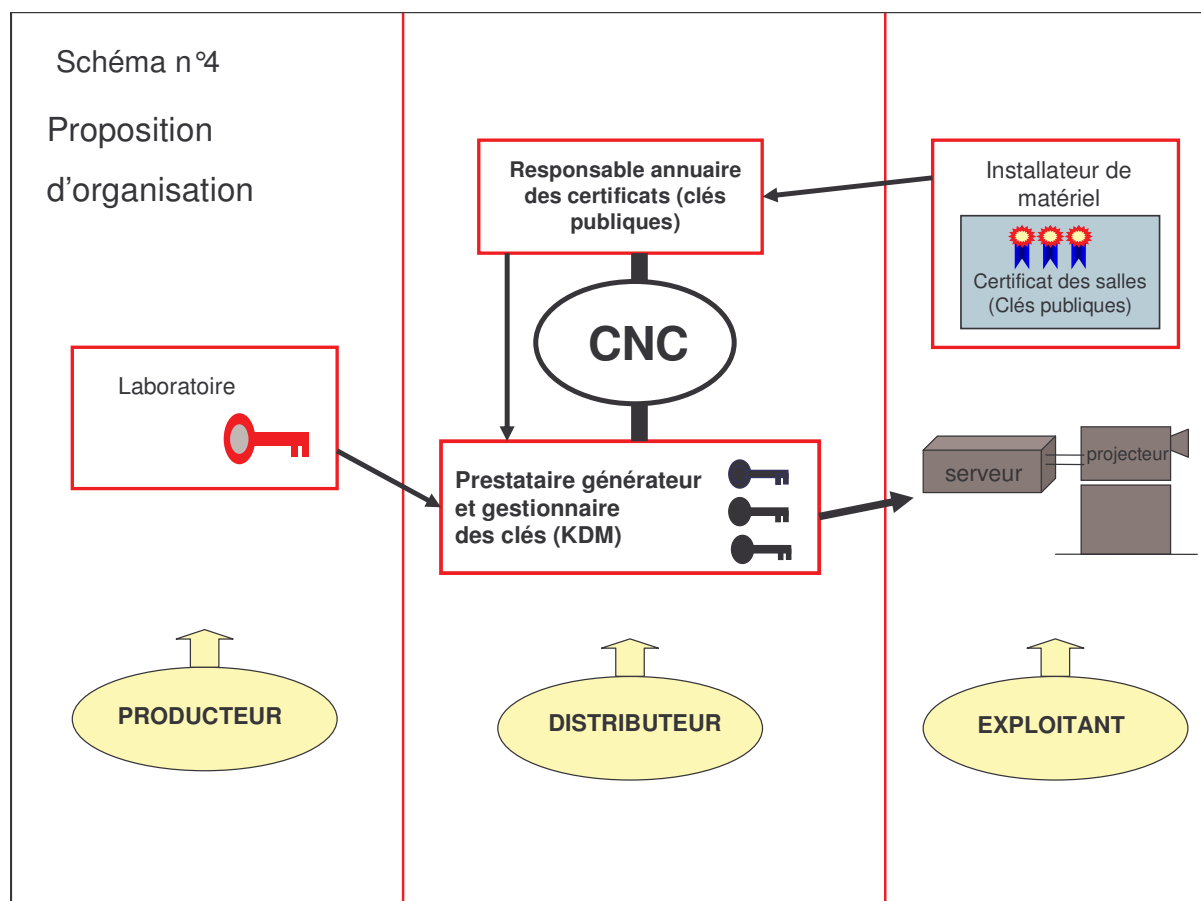 Schéma n°4
Proposition
d'organisation
Responsable annuaire
des certificats (clés
publiques)
Installateur de
matériel
Certificat des salles
(Clés publiques)
CNC
Laboratoire
Prestataire générateur
et gestionnaire
des clés (KDM)
serveur
projecteur
PRODUCTEUR
DISTRIBUTEUR
EXPLOITANT